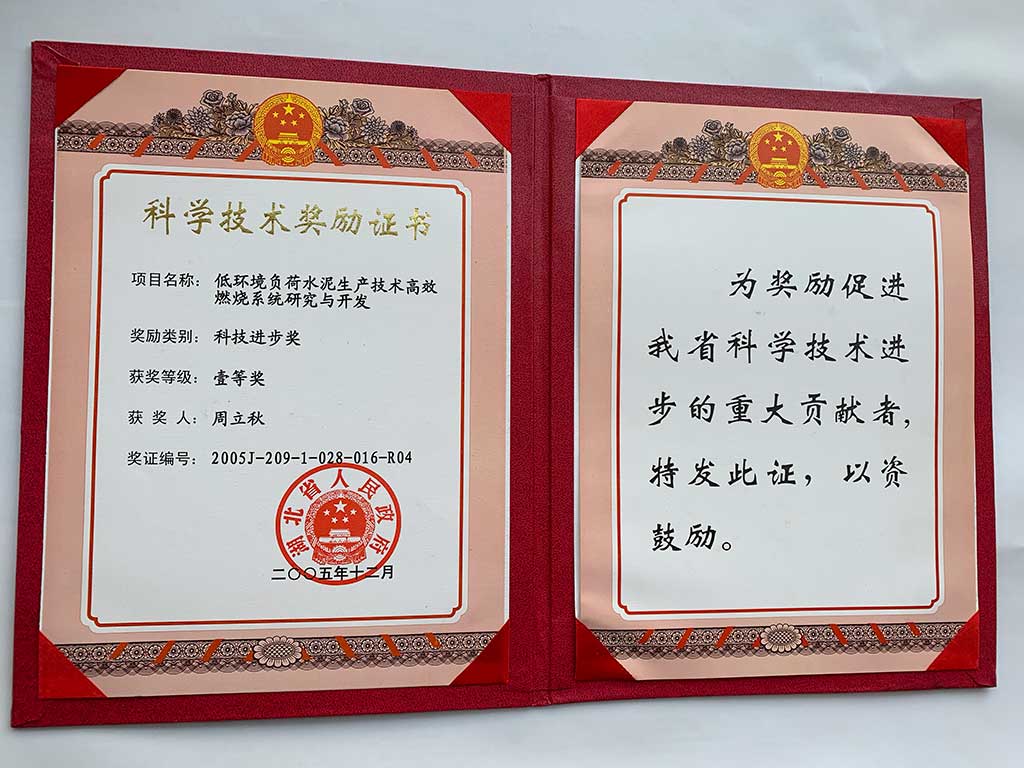 科学技术奖励证书
项目名称： 低环境负荷水泥生产技术高效
燃烧系统研究与开发
奖励类别： 科技进步奖
获奖等级： 壹等奖
获 奖 人： 周立秋
奖证编号： 2005J-209-1-028-016-R04
湖北省人民政府
二〇〇五年十二月
为奖励促进
我省科学技术进
步的重大贡献者，
特发此证，以资
鼓励。